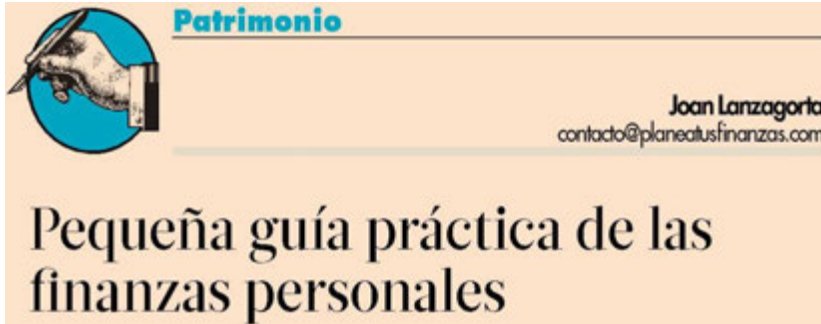 Patrimonio
Joan Lanzagorta
contacto@planeatusfinanzas.com
Pequeña guía práctica de las
finanzas personales